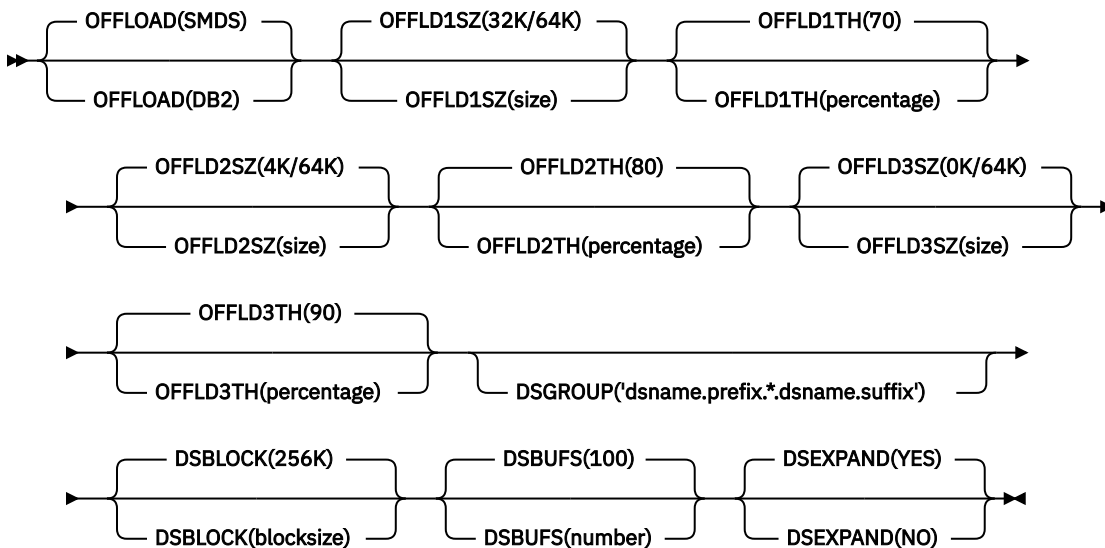 OFFLOAD(SMDS) OFFLD1SZ(32K/64K) OFFLD1TH(70)
OFFLOAD(DB2) OFFLD1SZ(size) OFFLD1TH(percentage)
OFFLD2SZ(4K/64K) OFFLD2TH(80) OFFLD3SZ(0K/64K)
OFFLD2SZ(size) OFFLD2TH(percentage) OFFLD3SZ(size)
OFFLD3TH(90)
OFFLD3TH(percentage) DSGROUP('dsname.prefix.*.dsname.suffix')
DSBLOCK(256K) DSBUFS(100) DSEXPAND(YES)
DSBLOCK(blocksize) DSBUFS(number) DSEXPAND(NO)